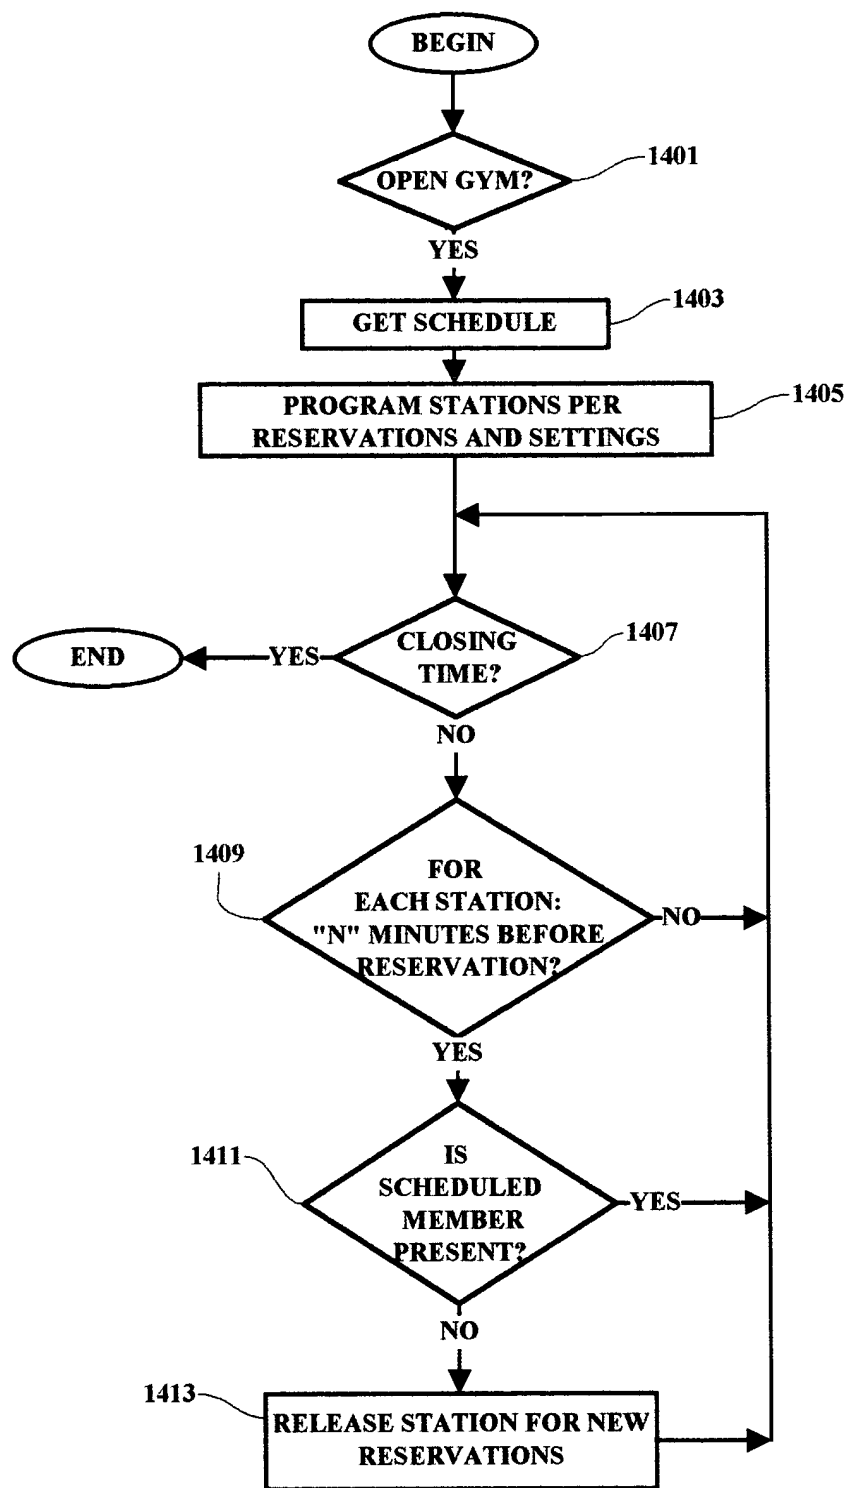 BEGIN
OPEN GYM?
1401
YES
GET SCHEDULE
1403
PROGRAM STATIONS PER
RESERVATIONS AND SETTINGS
1405
CLOSING
TIME?
1407
YES
END
NO
1409
FOR
EACH STATION:
"N" MINUTES BEFORE
RESERVATION?
NO
YES
1411
IS
SCHEDULED
MEMBER
PRESENT?
YES
NO
1413
RELEASE STATION FOR NEW
RESERVATIONS